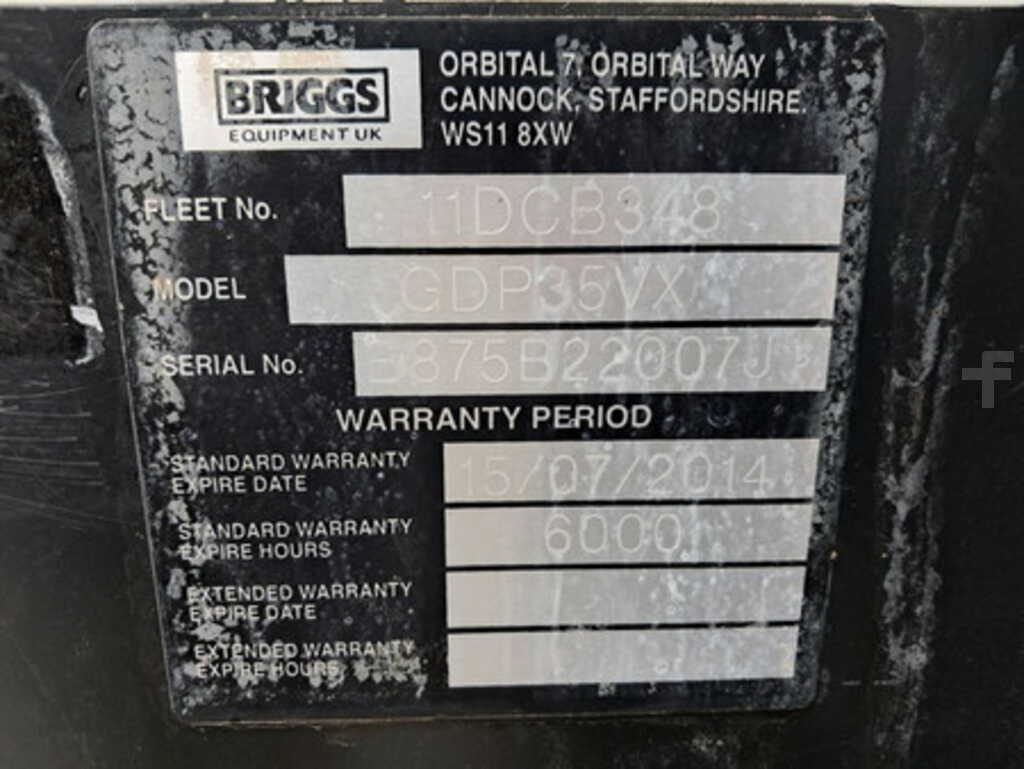 BRIGGS
EQUIPMENT UK
ORBITAL 7, ORBITAL WAY
CANNOCK, STAFFORDSHIRE.
WS11 8XW
FLEET No. 11DCB348
MODEL GDP35VX
SERIAL No. B875B22007J
WARRANTY PERIOD
STANDARD WARRANTY
EXPIRE DATE 15/07/2014
STANDARD WARRANTY
EXPIRE HOURS 6000
EXTENDED WARRANTY
EXPIRE DATE
EXTENDED WARRANTY
EXPIRE HOURS
f